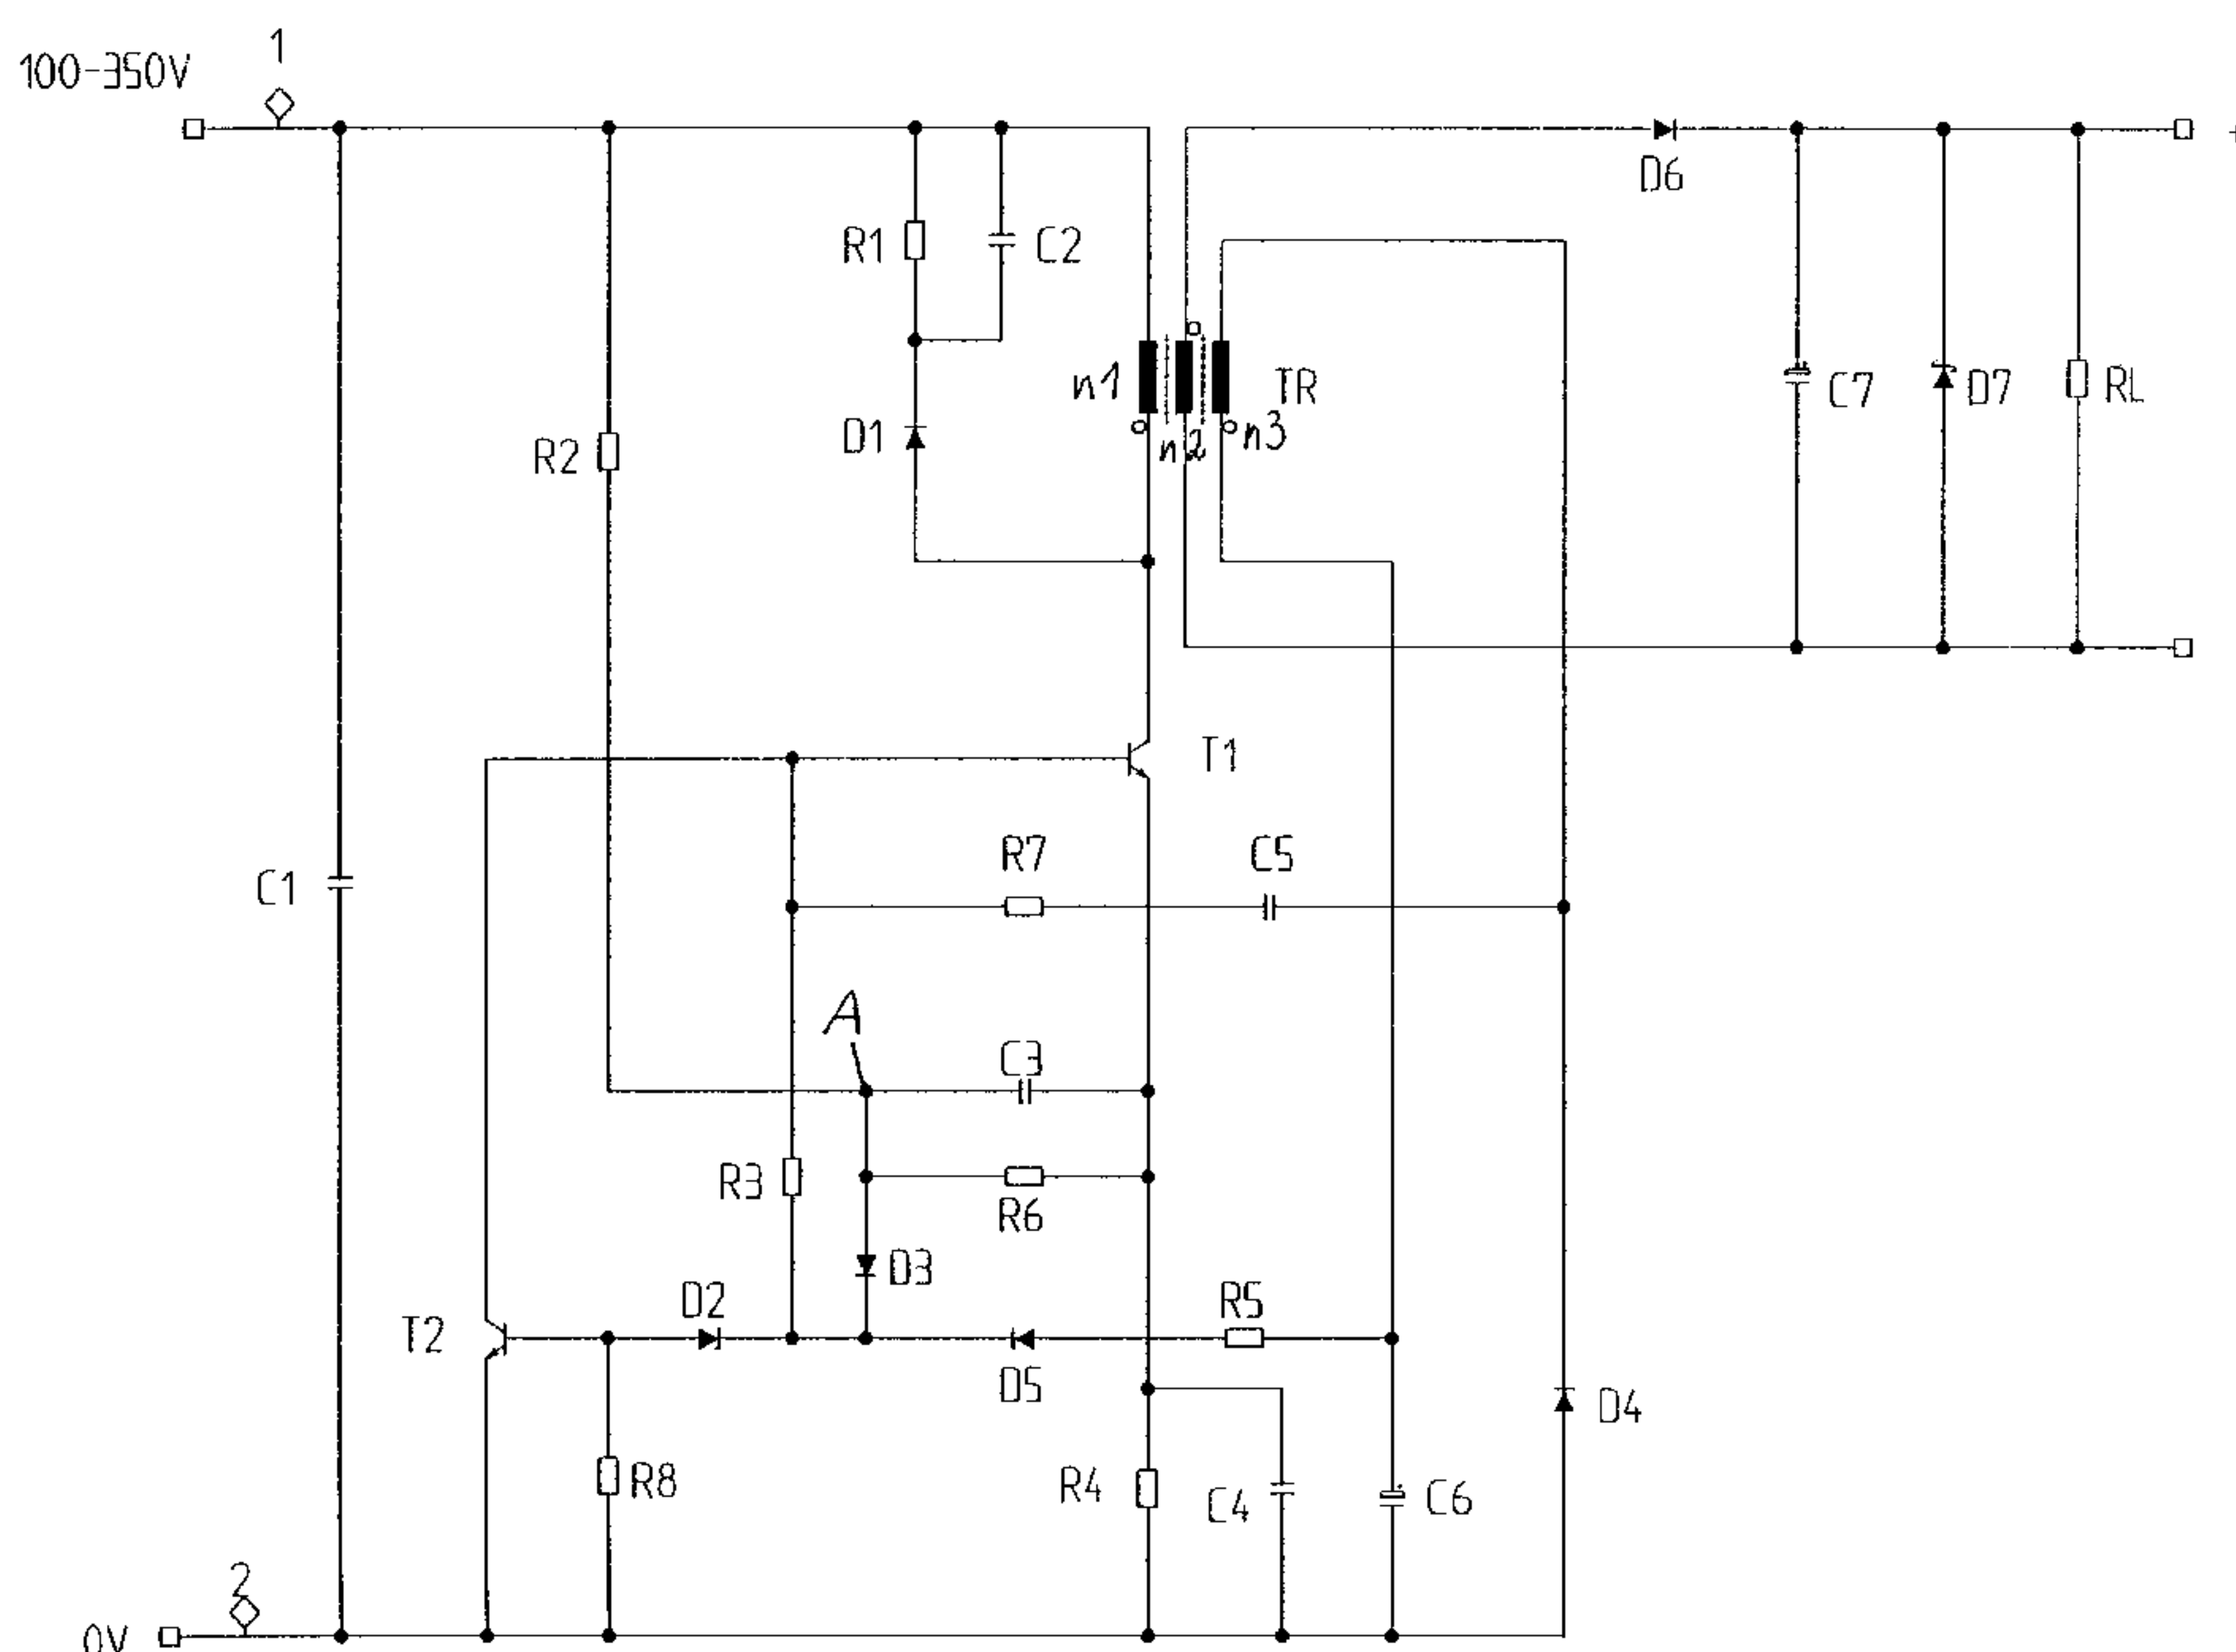 1
100-350V
D6
R1
C2
n1
TR
C7
D7
RL
D1
n2
n3
R2
T1
R7
C5
C1
A
C3
R3
R6
D3
D2
R5
T2
D5
D4
R8
R4
C4
C6
2
0V
+